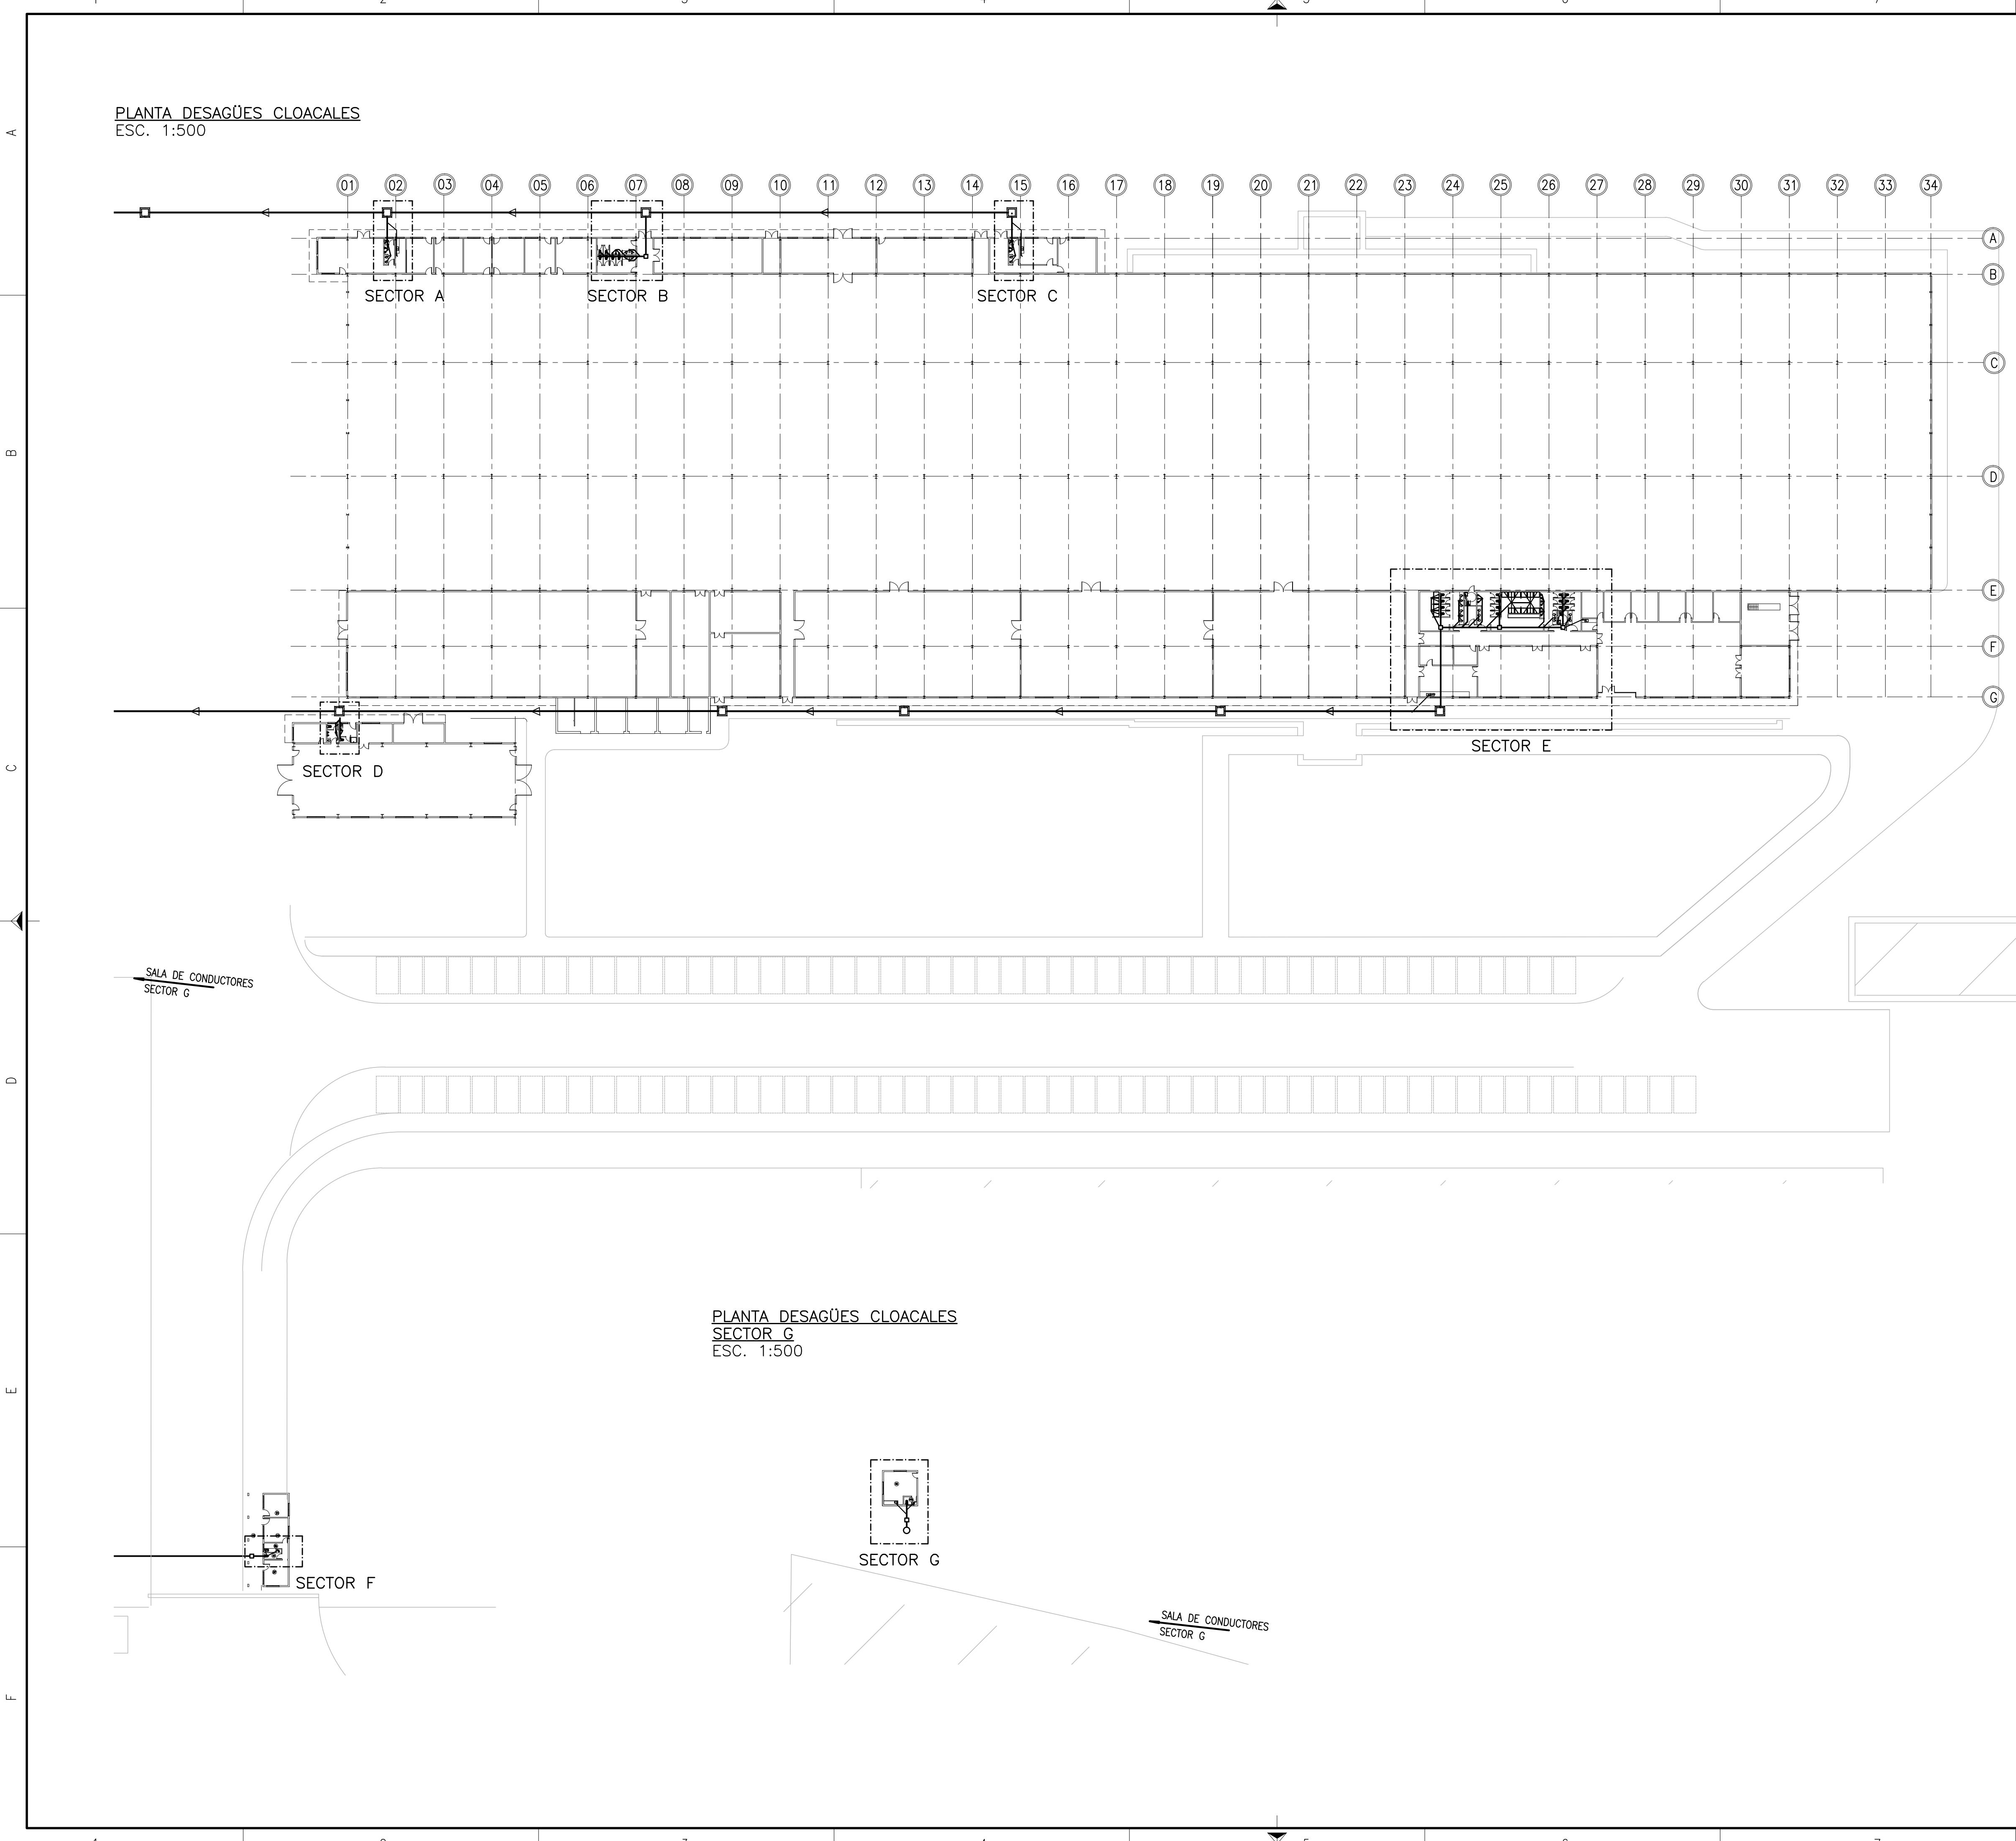 PLANTA DESAGÜES CLOACALES
ESC. 1:500
01 02 03 04 05 06 07 08 09 10 11 12 13 14 15 16 17 18 19 20 21 22 23 24 25 26 27 28 29 30 31 32 33 34
A
A
B
SECTOR A SECTOR B SECTOR C
C
B
D
E
F
G
SECTOR E
C
SECTOR D
SALA DE CONDUCTORES
SECTOR G
D
PLANTA DESAGÜES CLOACALES
SECTOR G
ESC. 1:500
E
SECTOR G
SECTOR F
SALA DE CONDUCTORES
SECTOR G
F